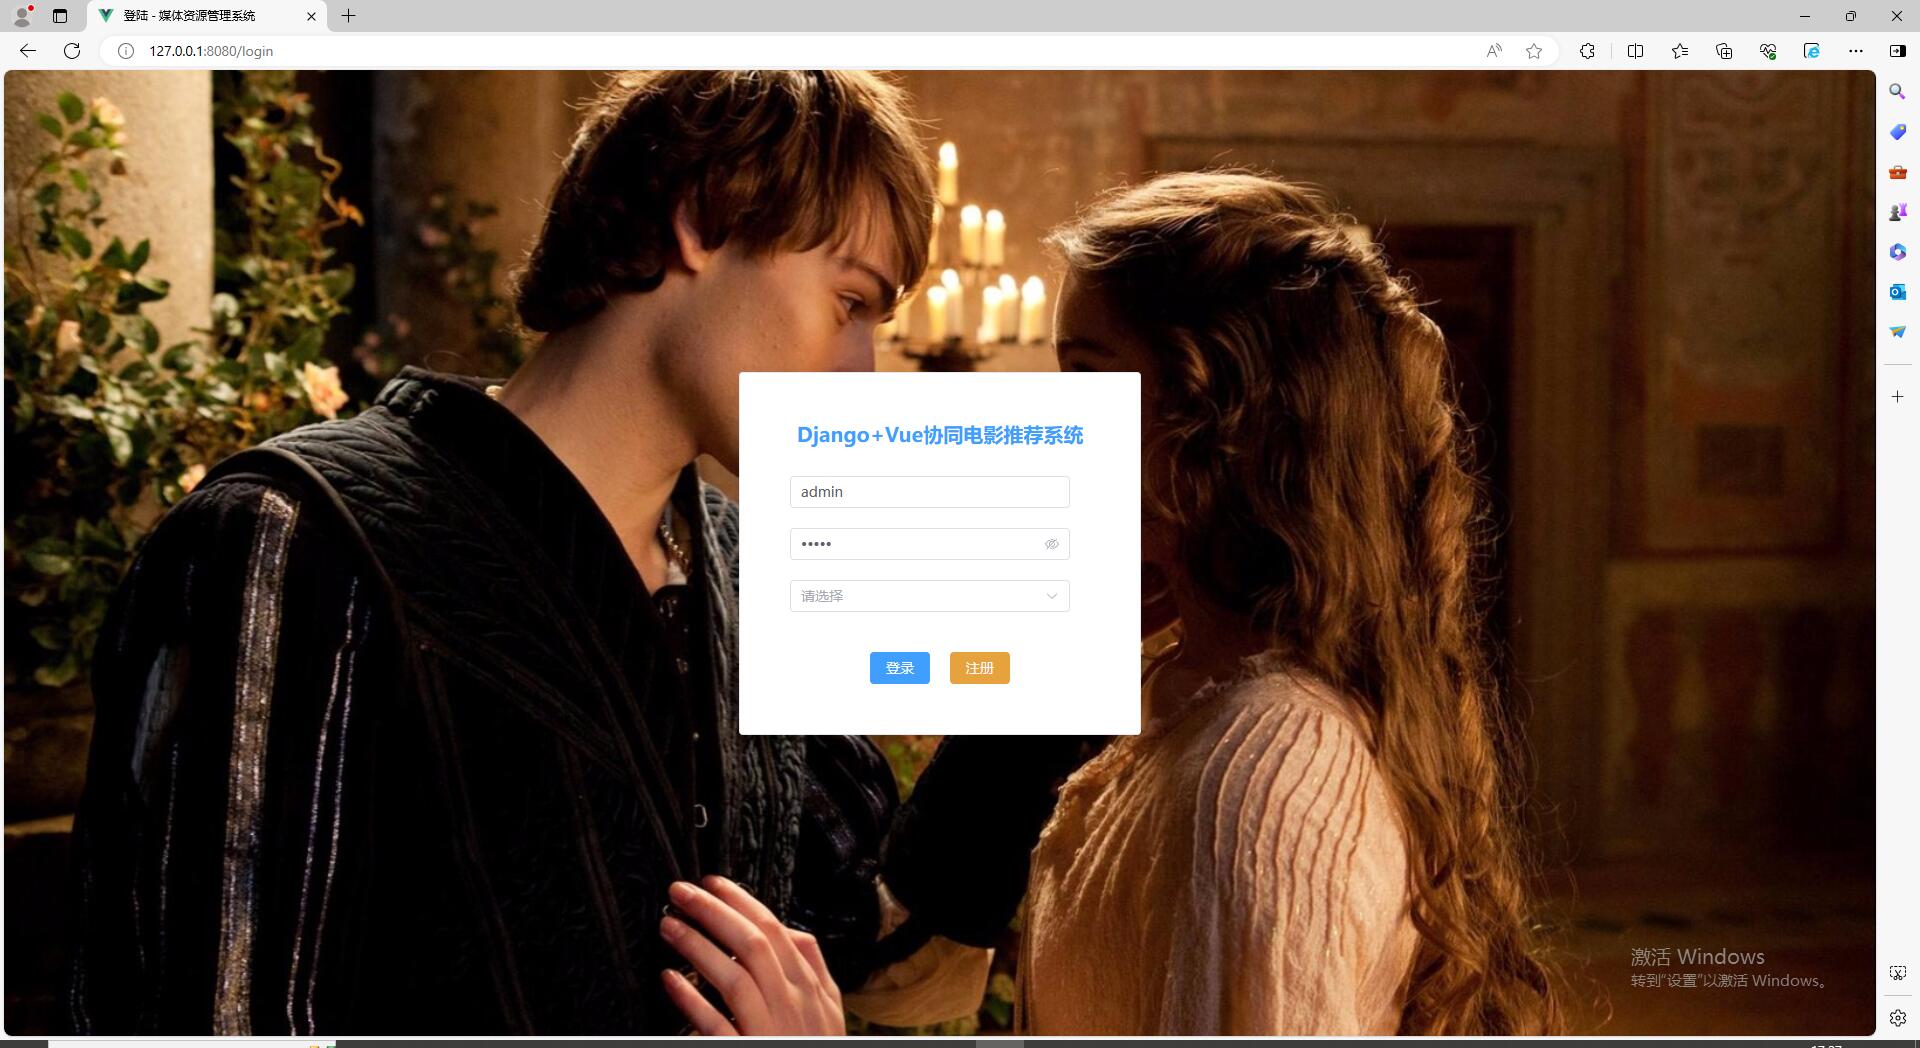 登陆 - 媒体资源管理系统
127.0.0.1:8080/login
Django+Vue协同电影推荐系统
admin
•••••
请选择
登录 注册
激活 Windows
转到"设置"以激活 Windows。